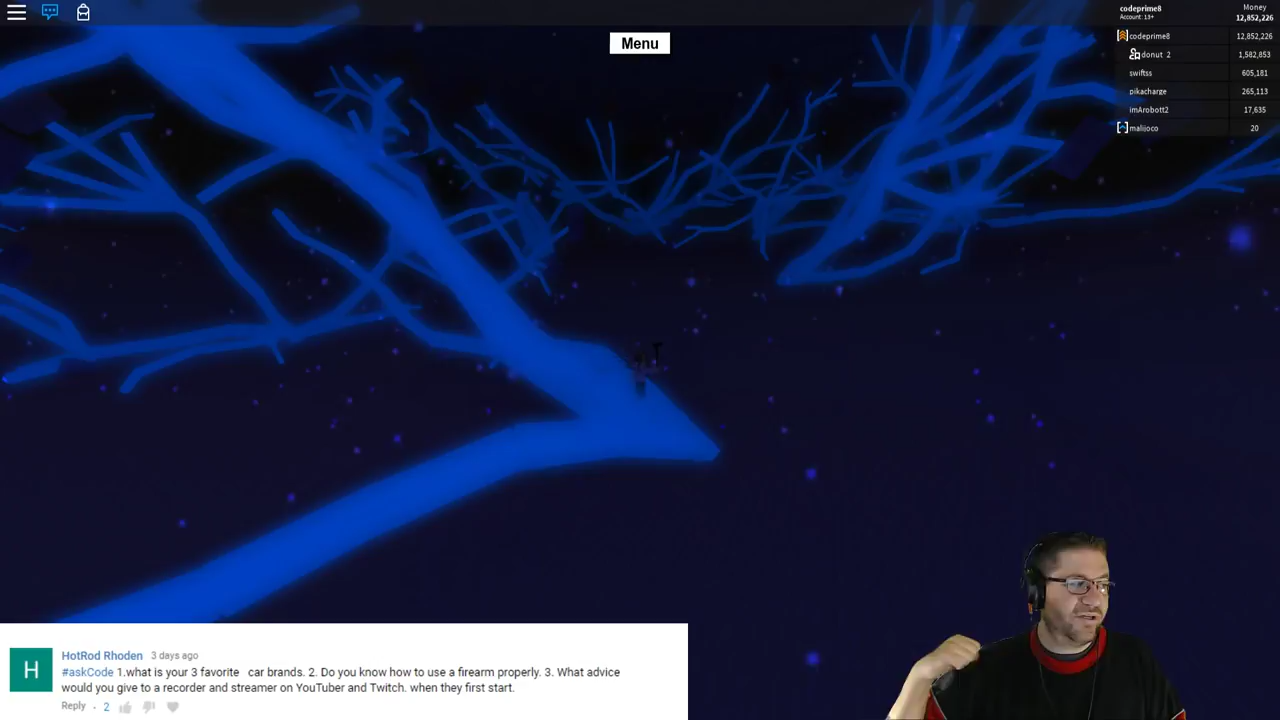 codeprime8
Account: 13+
Money
12,852,226
Menu
codeprime8 12,852,226
donut_2 1,582,853
swiftss 605,181
pikacharge 265,113
imArobott2 17,635
malijoco 20
H
HotRod Rhoden 3 days ago
#askCode 1.what is your 3 favorite car brands. 2. Do you know how to use a firearm properly. 3. What advice
would you give to a recorder and streamer on YouTuber and Twitch. when they first start.
Reply · 2